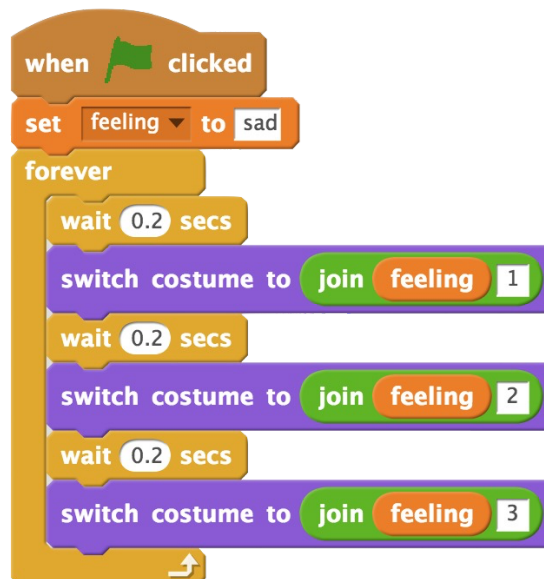 when clicked
set feeling to sad
forever
wait 0.2 secs
switch costume to join feeling 1
wait 0.2 secs
switch costume to join feeling 2
wait 0.2 secs
switch costume to join feeling 3